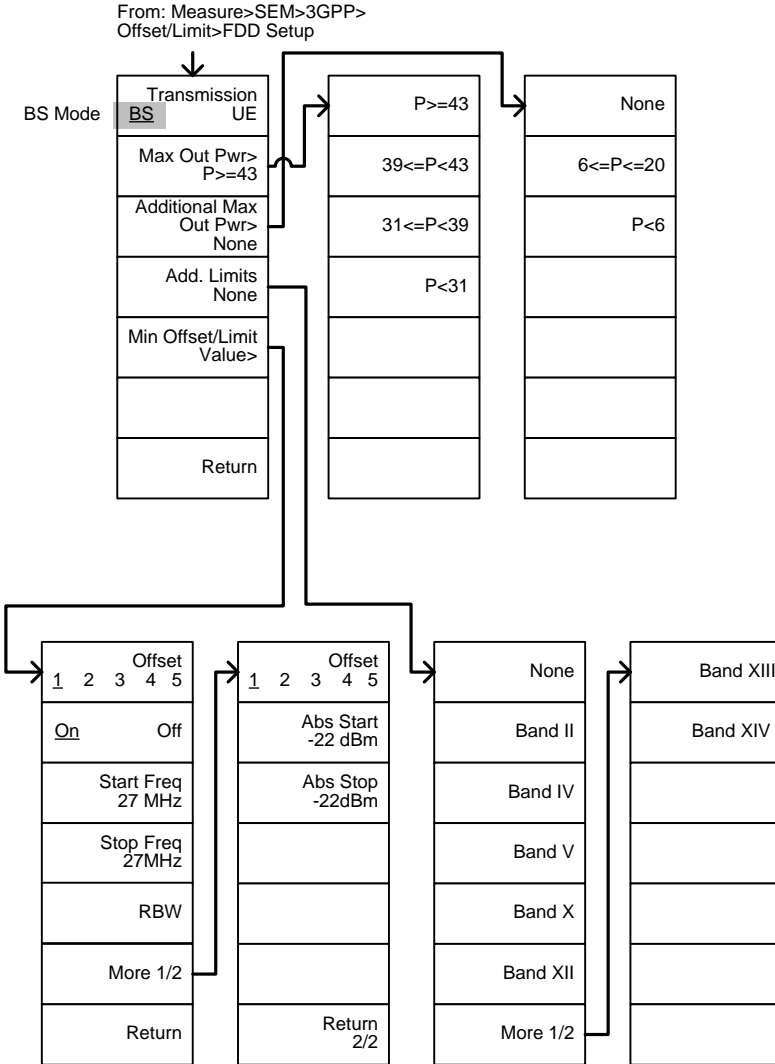 From: Measure>SEM>3GPP>
Offset/Limit>FDD Setup
BS Mode
Transmission
BS UE
Max Out Pwr>
P>=43
Additional Max
Out Pwr>
None
Add. Limits
None
Min Offset/Limit
Value>
Return
P>=43
39<=P<43
31<=P<39
P<31
None
6<=P<=20
P<6
Offset
1 2 3 4 5
On Off
Start Freq
27 MHz
Stop Freq
27MHz
RBW
More 1/2
Return
Offset
1 2 3 4 5
Abs Start
-22 dBm
Abs Stop
-22dBm
Return
2/2
None
Band II
Band IV
Band V
Band X
Band XII
More 1/2
Band XIII
Band XIV